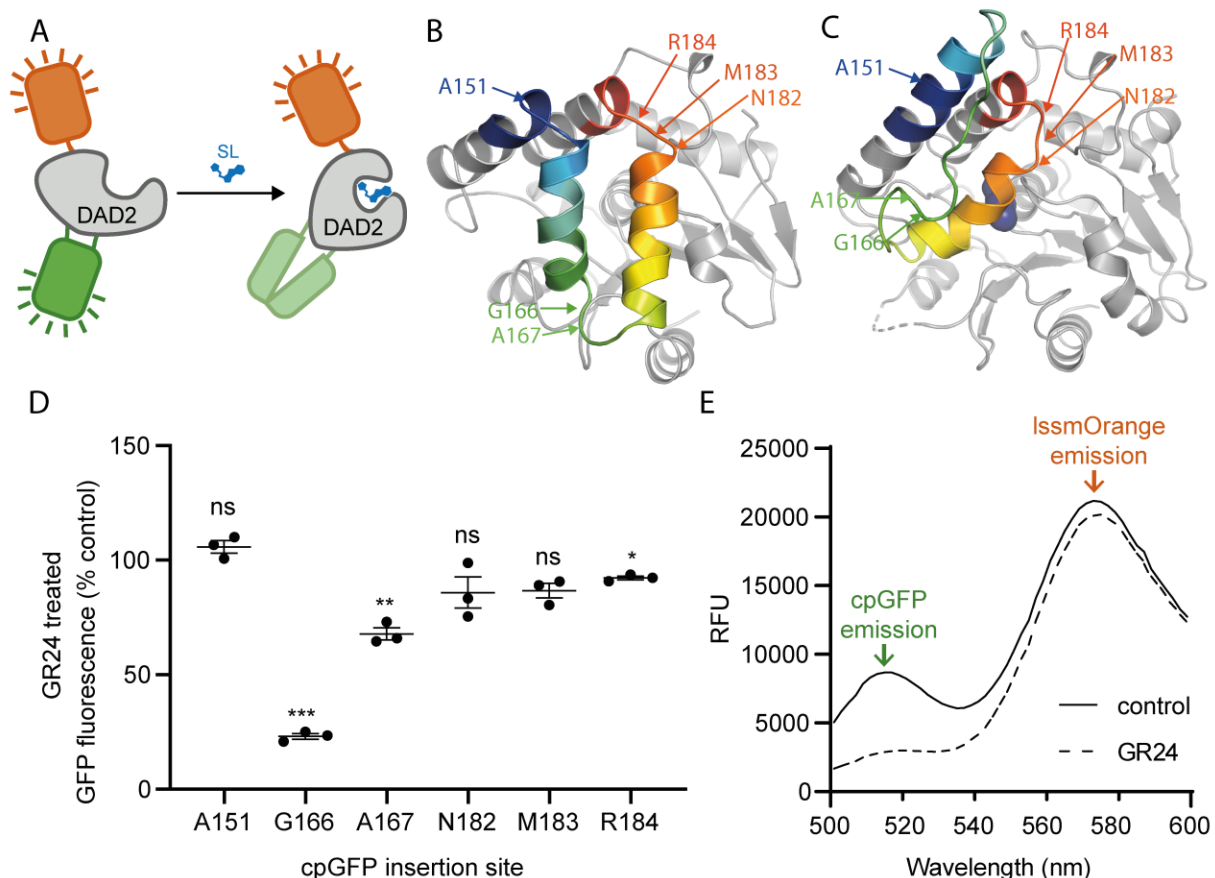 A
SL
DAD2
DAD2
B
R184
M183
N182
A151
G166
A167
C
R184
M183
N182
A151
A167
G166
D
GR24 treated
GFP fluorescence (% control)
150
100
50
0
ns
***
**
ns
ns
*
A151 G166 A167 N182 M183 R184
cpGFP insertion site
E
lssmOrange
emission
cpGFP
emission
RFU
25000
20000
15000
10000
5000
0
control
GR24
500 520 540 560 580 600
Wavelength (nm)